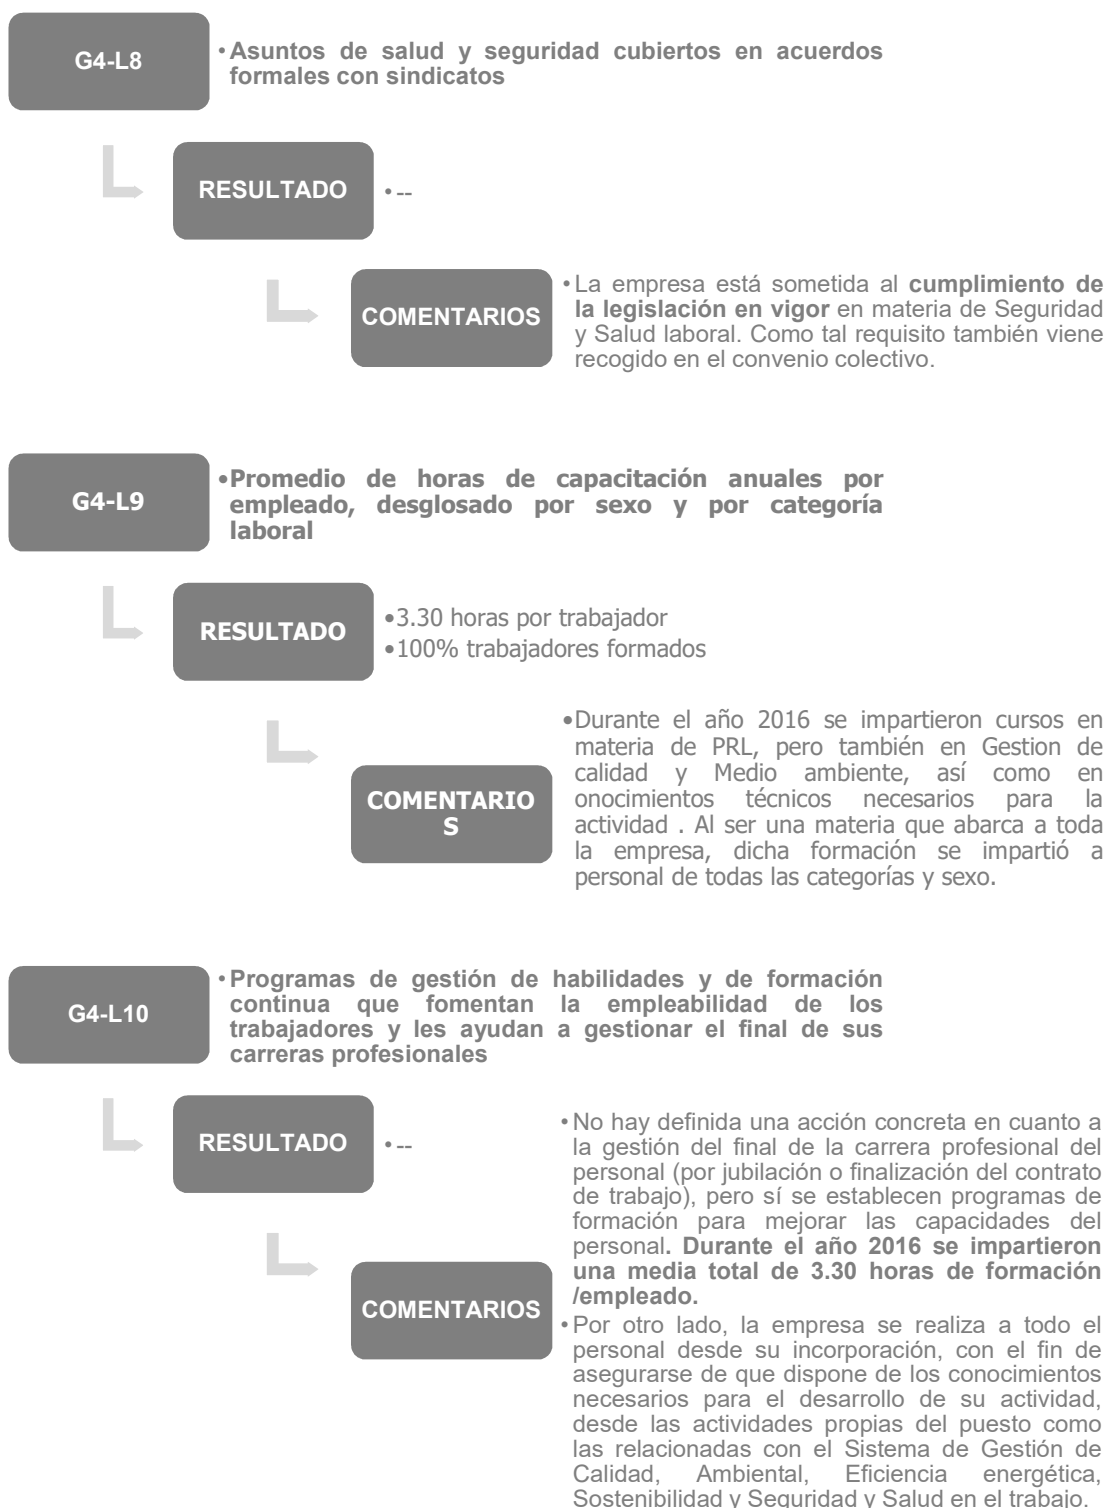 G4-L8
•Asuntos de salud y seguridad cubiertos en acuerdos
formales con sindicatos
RESULTADO
•--
COMENTARIOS
•La empresa está sometida al cumplimiento de
la legislación en vigor en materia de Seguridad
y Salud laboral. Como tal requisito también viene
recogido en el convenio colectivo.
G4-L9
•Promedio de horas de capacitación anuales por
empleado, desglosado por sexo y por categoría
laboral
RESULTADO
•3.30 horas por trabajador
•100% trabajadores formados
COMENTARIO
S
•Durante el año 2016 se impartieron cursos en
materia de PRL, pero también en Gestion de
calidad y Medio ambiente, así como en
onocimientos técnicos necesarios para la
actividad . Al ser una materia que abarca a toda
la empresa, dicha formación se impartió a
personal de todas las categorías y sexo.
G4-L10
•Programas de gestión de habilidades y de formación
continua que fomentan la empleabilidad de los
trabajadores y les ayudan a gestionar el final de sus
carreras profesionales
RESULTADO
•--
COMENTARIOS
•No hay definida una acción concreta en cuanto a
la gestión del final de la carrera profesional del
personal (por jubilación o finalización del contrato
de trabajo), pero sí se establecen programas de
formación para mejorar las capacidades del
personal. Durante el año 2016 se impartieron
una media total de 3.30 horas de formación
/empleado.
•Por otro lado, la empresa se realiza a todo el
personal desde su incorporación, con el fin de
asegurarse de que dispone de los conocimientos
necesarios para el desarrollo de su actividad,
desde las actividades propias del puesto como
las relacionadas con el Sistema de Gestión de
Calidad, Ambiental, Eficiencia energética,
Sostenibilidad y Seguridad y Salud en el trabajo.